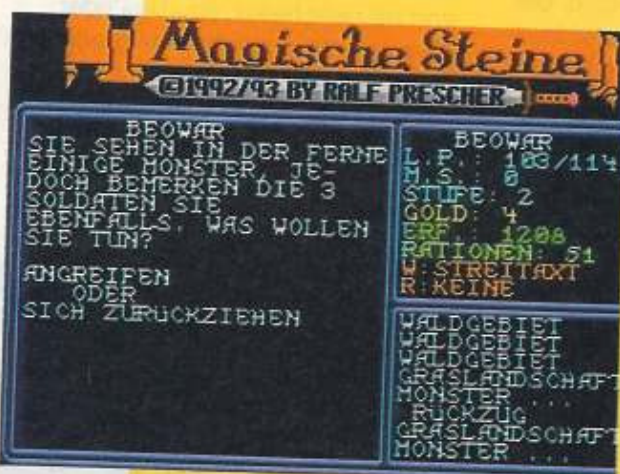 Magische Steine
©1992/93 BY RALF PRESCHER
BEOWAR
SIE SEHEN IN DER FERNE
EINIGE MONSTER, JE-
DOCH BEMERKEN DIE 3
SOLDATEN SIE
EBENFALLS. WAS WOLLEN
SIE TUN?
ANGREIFEN
ODER
SICH ZURÜCKZIEHEN
BEOWAR
L.P.: 103/114
M.S.: 0
STUFE: 2
GOLD: 4
ERF.: 1208
RATIONEN: 51
W:STREITAXT
R:KEINE
WALDGEBIET
WALDGEBIET
WALDGEBIET
GRASLANDSCHAFT
MONSTER ...
RÜCKZUG
GRASLANDSCHAFT
MONSTER ...